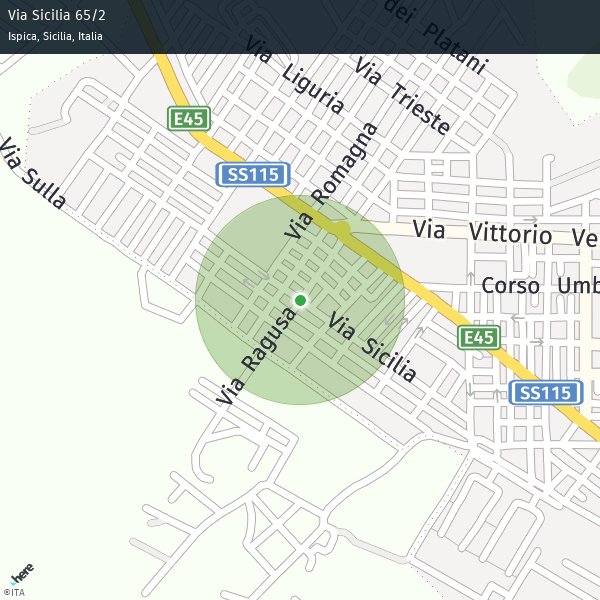 Via Sicilia 65/2
Ispica, Sicilia, Italia
dei Platani
Via Liguria
Via Trieste
E45
Via Romagna
Via Sulla
SS115
Via Vittorio Ve
Corso Umb
Via Ragusa
Via Sicilia
E45
SS115
here
©ITA